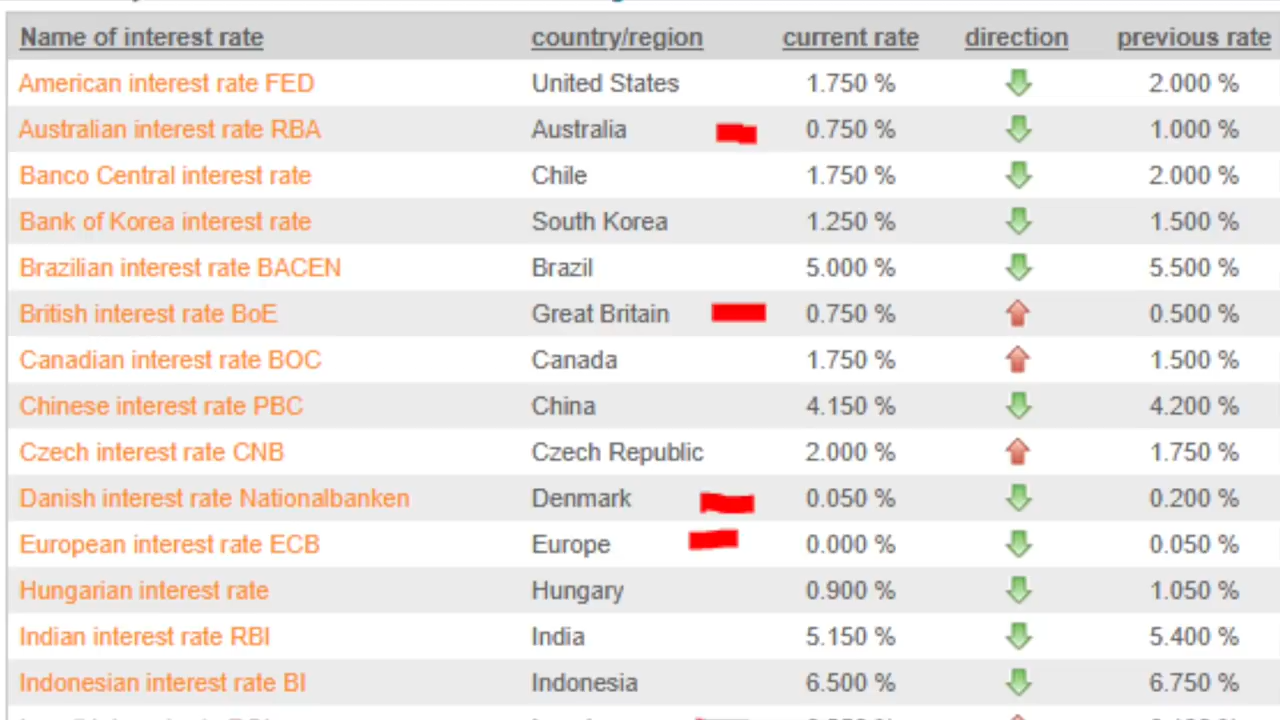 Name of interest rate country/region current rate direction previous rate
American interest rate FED United States 1.750 % 2.000 %
Australian interest rate RBA Australia 0.750 % 1.000 %
Banco Central interest rate Chile 1.750 % 2.000 %
Bank of Korea interest rate South Korea 1.250 % 1.500 %
Brazilian interest rate BACEN Brazil 5.000 % 5.500 %
British interest rate BoE Great Britain 0.750 % 0.500 %
Canadian interest rate BOC Canada 1.750 % 1.500 %
Chinese interest rate PBC China 4.150 % 4.200 %
Czech interest rate CNB Czech Republic 2.000 % 1.750 %
Danish interest rate Nationalbanken Denmark 0.050 % 0.200 %
European interest rate ECB Europe 0.000 % 0.050 %
Hungarian interest rate Hungary 0.900 % 1.050 %
Indian interest rate RBI India 5.150 % 5.400 %
Indonesian interest rate BI Indonesia 6.500 % 6.750 %